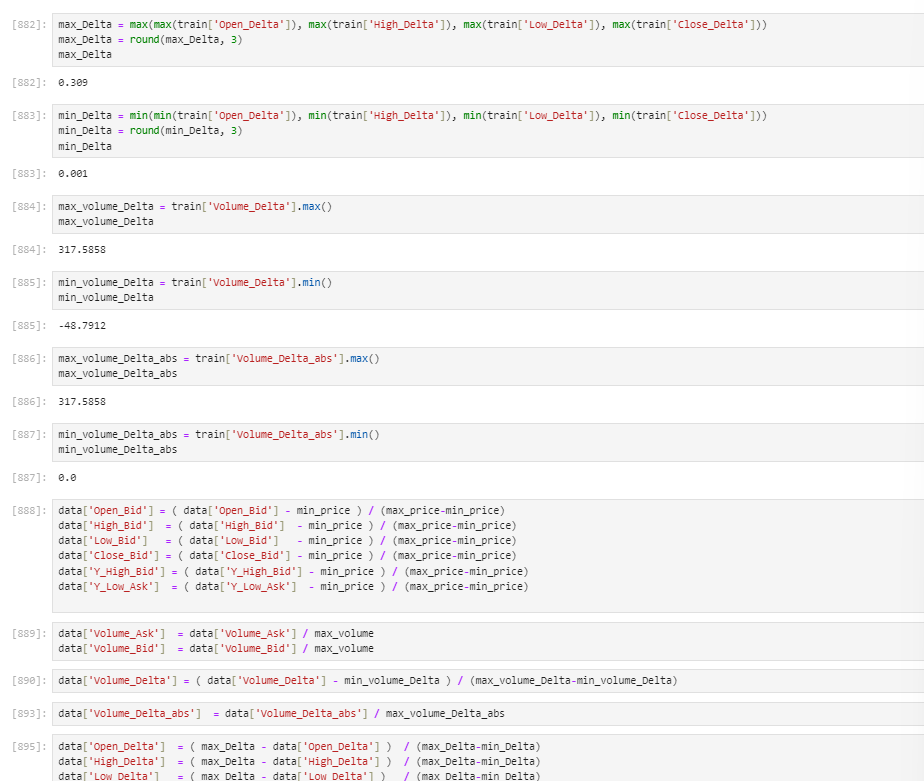 [882]: max_Delta = max(max(train['Open_Delta']), max(train['High_Delta']), max(train['Low_Delta']), max(train['Close_Delta']))
max_Delta = round(max_Delta, 3)
max_Delta
[882]: 0.309
[883]: min_Delta = min(min(train['Open_Delta']), min(train['High_Delta']), min(train['Low_Delta']), min(train['Close_Delta']))
min_Delta = round(min_Delta, 3)
min_Delta
[883]: 0.001
[884]: max_volume_Delta = train['Volume_Delta'].max()
max_volume_Delta
[884]: 317.5858
[885]: min_volume_Delta = train['Volume_Delta'].min()
min_volume_Delta
[885]: -48.7912
[886]: max_volume_Delta_abs = train['Volume_Delta_abs'].max()
max_volume_Delta_abs
[886]: 317.5858
[887]: min_volume_Delta_abs = train['Volume_Delta_abs'].min()
min_volume_Delta_abs
[887]: 0.0
[888]: data['Open_Bid'] = ( data['Open_Bid'] - min_price ) / (max_price-min_price)
data['High_Bid']  = ( data['High_Bid']  - min_price ) / (max_price-min_price)
data['Low_Bid']   = ( data['Low_Bid']   - min_price ) / (max_price-min_price)
data['Close_Bid'] = ( data['Close_Bid'] - min_price ) / (max_price-min_price)
data['Y_High_Bid'] = ( data['Y_High_Bid'] - min_price ) / (max_price-min_price)
data['Y_Low_Ask']  = ( data['Y_Low_Ask']  - min_price ) / (max_price-min_price)
[889]: data['Volume_Ask']  = data['Volume_Ask'] / max_volume
data['Volume_Bid']  = data['Volume_Bid'] / max_volume
[890]: data['Volume_Delta'] = ( data['Volume_Delta'] - min_volume_Delta ) / (max_volume_Delta-min_volume_Delta)
[893]: data['Volume_Delta_abs']  = data['Volume_Delta_abs'] / max_volume_Delta_abs
[895]: data['Open_Delta']  = ( max_Delta - data['Open_Delta'] )  / (max_Delta-min_Delta)
data['High_Delta']  = ( max_Delta - data['High_Delta'] )  / (max_Delta-min_Delta)
data['Low_Delta']   = ( max_Delta - data['Low_Delta'] )   / (max_Delta-min_Delta)